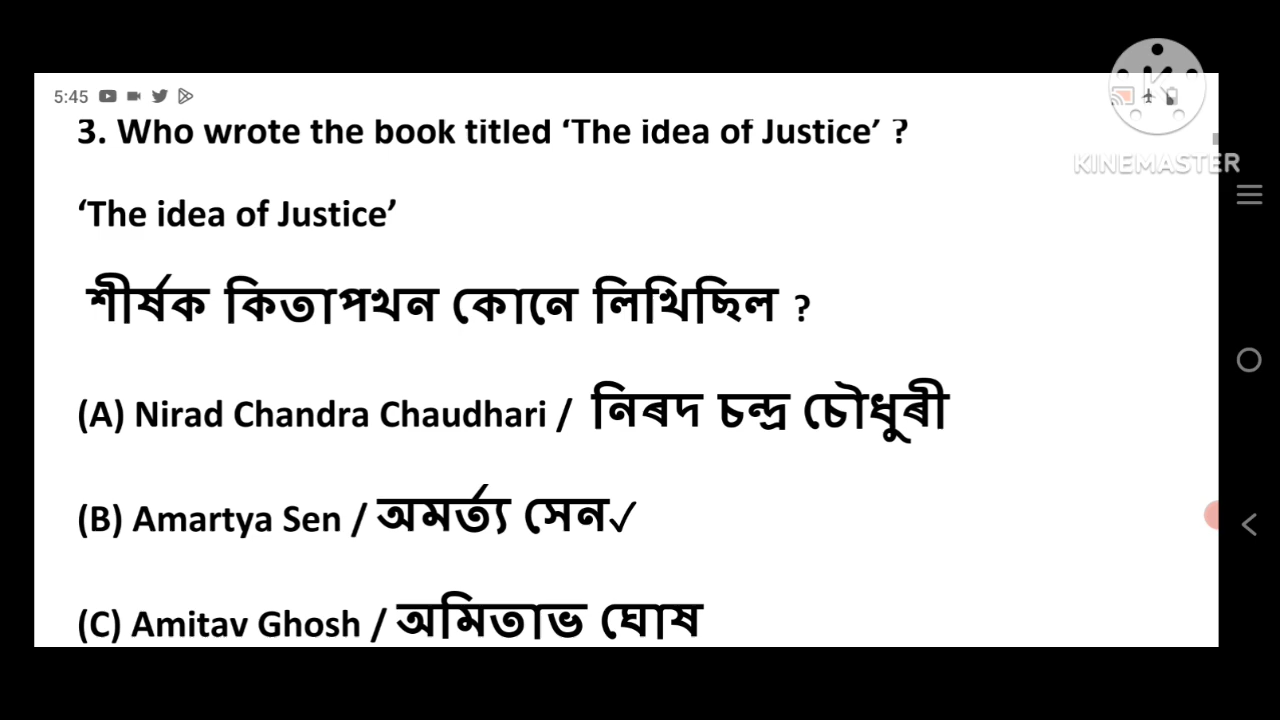 5:45
KINEMASTER
3. Who wrote the book titled ‘The idea of Justice’ ?
‘The idea of Justice’
শীৰ্ষক কিতাপখন কোনে লিখিছিল ?
(A) Nirad Chandra Chaudhari / নিৰদ চন্দ্ৰ চৌধুৰী
(B) Amartya Sen / অমৰ্ত্য সেন✓
(C) Amitav Ghosh / অমিতাভ ঘোষ